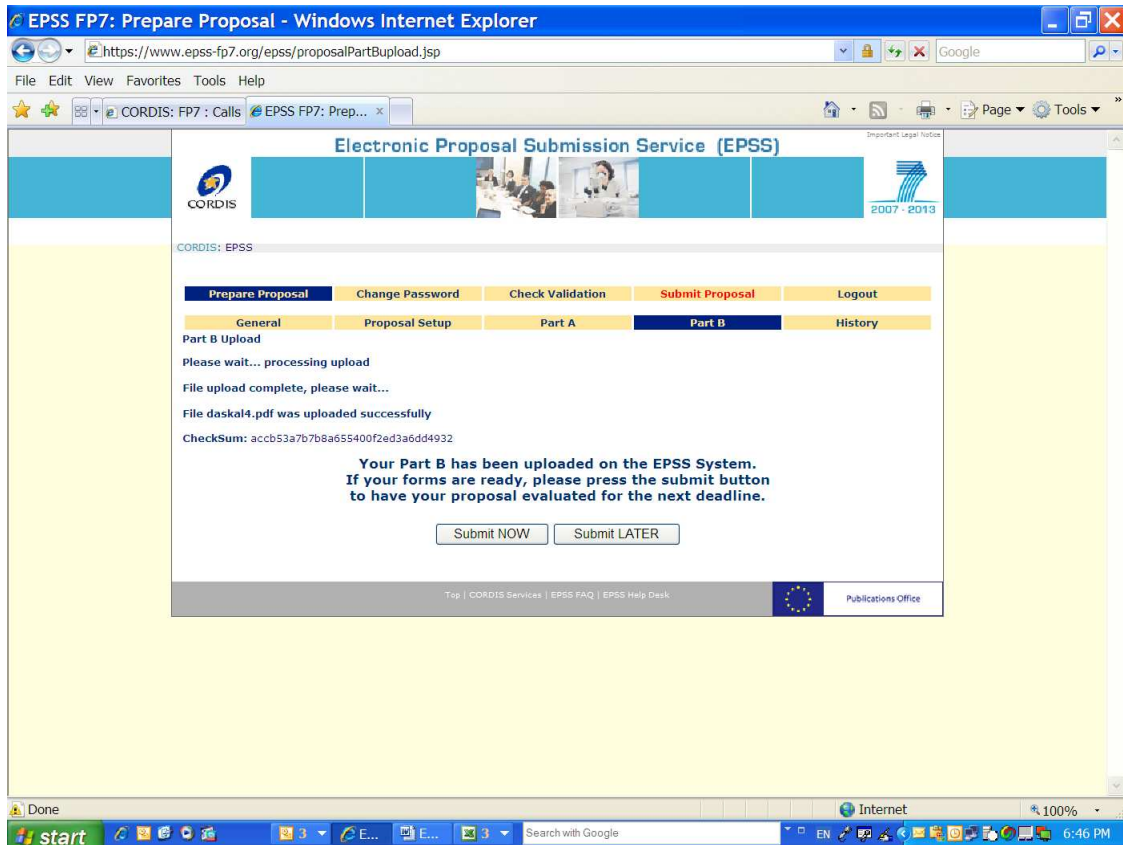 EPSS FP7: Prepare Proposal - Windows Internet Explorer
https://www.epss-fp7.org/epss/proposalPartBupload.jsp
Google
File Edit View Favorites Tools Help
CORDIS: FP7 : Calls
EPSS FP7: Prep...
Page
Tools
Important Legal Notice
Electronic Proposal Submission Service (EPSS)
CORDIS
2007 - 2013
CORDIS: EPSS
Prepare Proposal Change Password Check Validation Submit Proposal Logout
General Proposal Setup Part A Part B History
Part B Upload
Please wait... processing upload
File upload complete, please wait...
File daskal4.pdf was uploaded successfully
CheckSum: accb53a7b7b8a655400f2ed3a6dd4932
Your Part B has been uploaded on the EPSS System.
If your forms are ready, please press the submit button
to have your proposal evaluated for the next deadline.
Submit NOW Submit LATER
Top | CORDIS Services | EPSS FAQ | EPSS Help Desk
Publications Office
Done Internet 100%
start 3 E... E... 3 Search with Google EN 6:46 PM